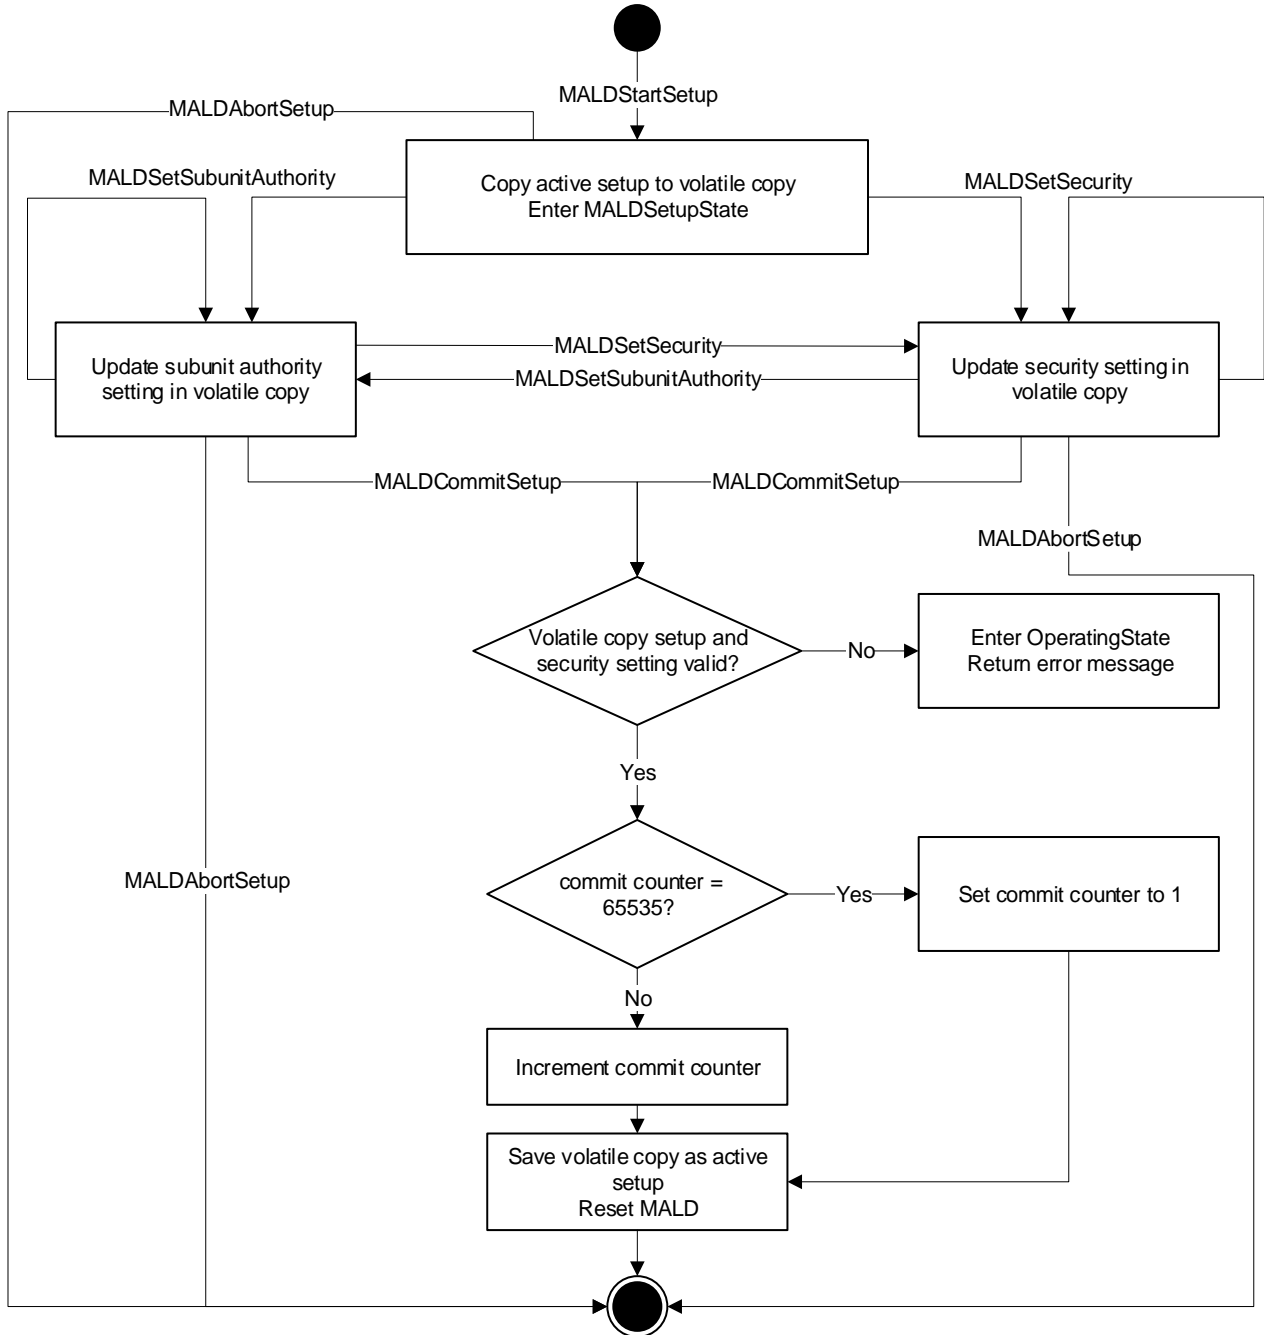 MALDStartSetup
MALDAbortSetup
Copy active setup to volatile copy
Enter MALDSetupState
MALDSetSubunitAuthority
MALDSetSecurity
Update subunit authority
setting in volatile copy
MALDSetSecurity
MALDSetSubunitAuthority
Update security setting in
volatile copy
MALDCommitSetup
MALDCommitSetup
MALDAbortSetup
Volatile copy setup and
security setting valid?
No
Enter OperatingState
Return error message
Yes
MALDAbortSetup
commit counter =
65535?
Yes
Set commit counter to 1
No
Increment commit counter
Save volatile copy as active
setup
Reset MALD